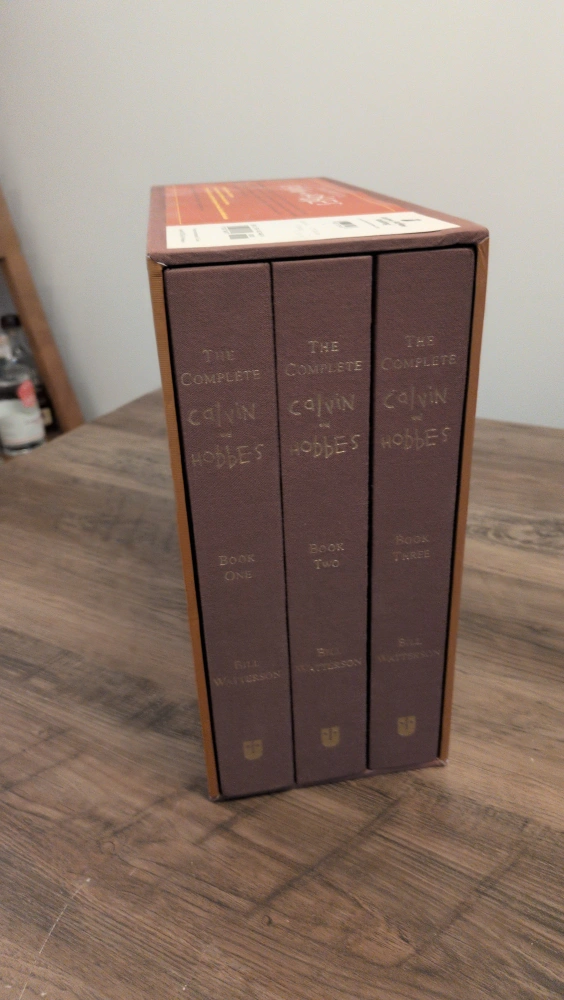 THE
COMPLETE
CALVIN
AND
HOBBES
BOOK
ONE
BILL
WATTERSON
THE
COMPLETE
CALVIN
AND
HOBBES
BOOK
TWO
BILL
WATTERSON
THE
COMPLETE
CALVIN
AND
HOBBES
BOOK
THREE
BILL
WATTERSON